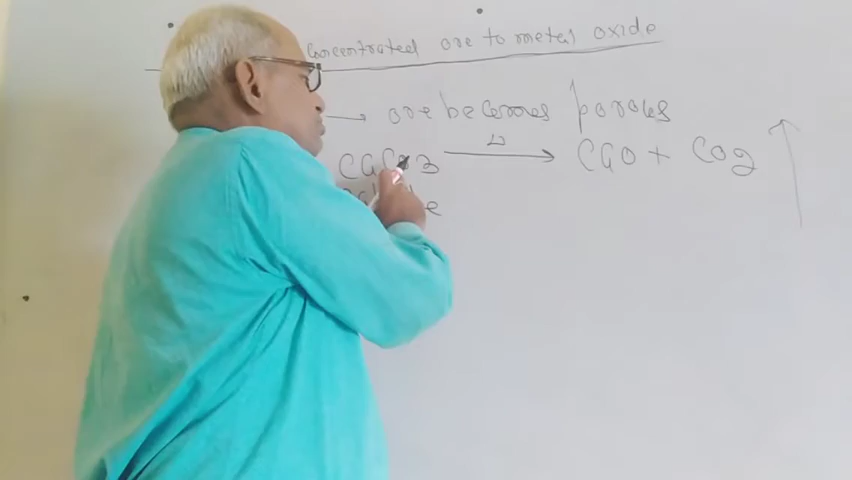 concentrated ore to metal oxide
→ ore becomes porous
CaCO3 Δ→ CaO + CO2 ↑